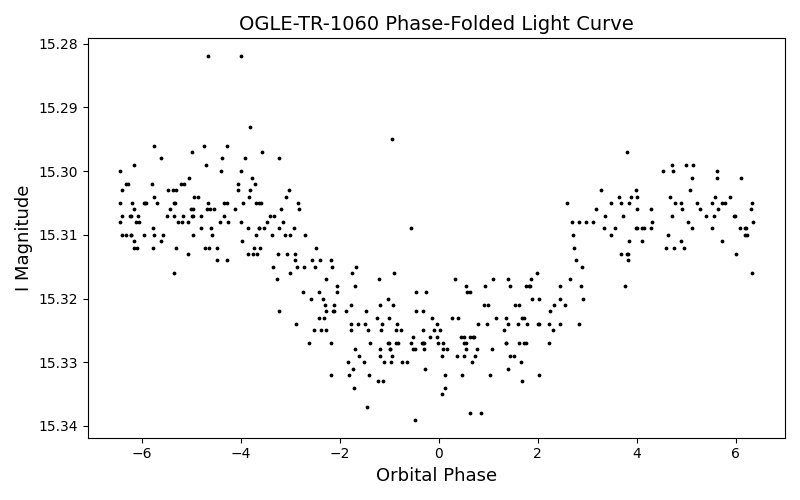 OGLE-TR-1060 Phase-Folded Light Curve
15.28
15.29
15.30
15.31
15.32
15.33
15.34
I Magnitude
−6 −4 −2 0 2 4 6
Orbital Phase